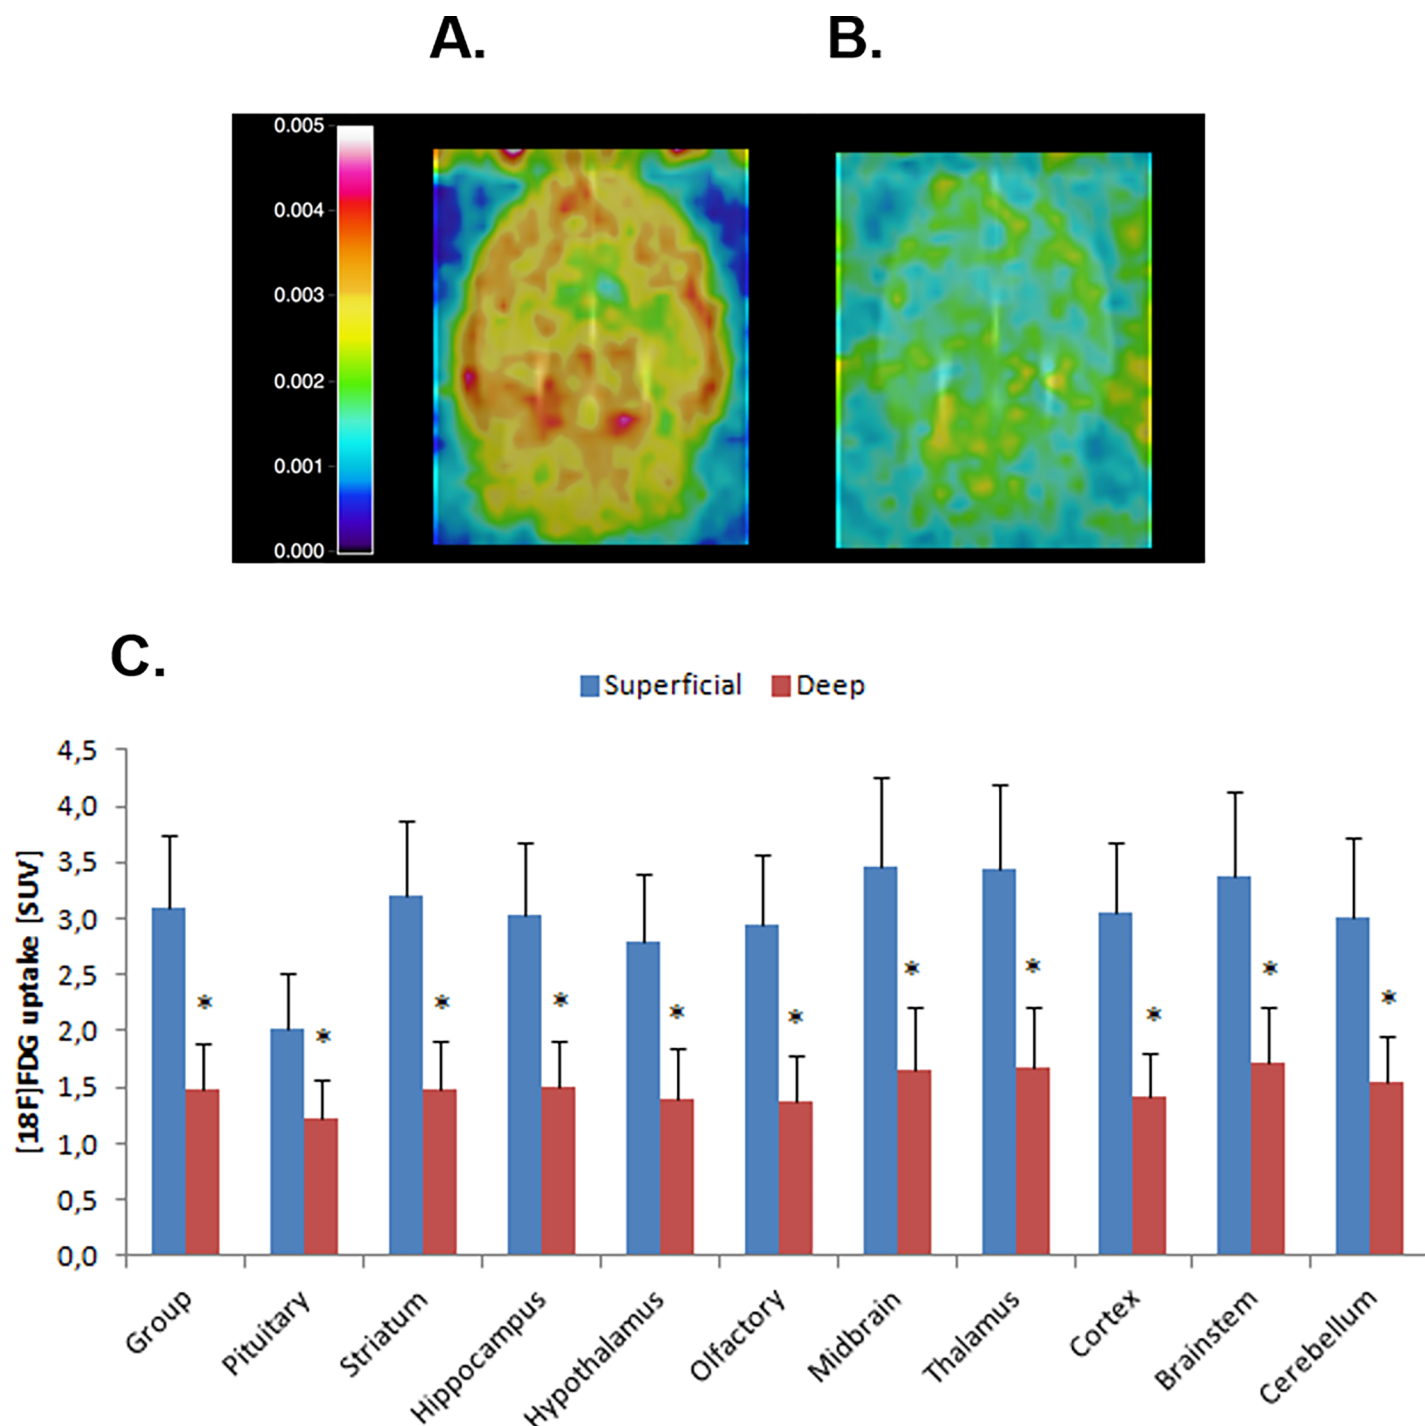 A.
B.
0.005
0.004
0.003
0.002
0.001
0.000
C.
Superficial Deep
[18F]FDG uptake [SUV]
4,5
4,0
3,5
3,0
2,5
2,0
1,5
1,0
0,5
0,0
* * * * * * * * * * *
Group
Pituitary
Striatum
Hippocampus
Hypothalamus
Olfactory
Midbrain
Thalamus
Cortex
Brainstem
Cerebellum